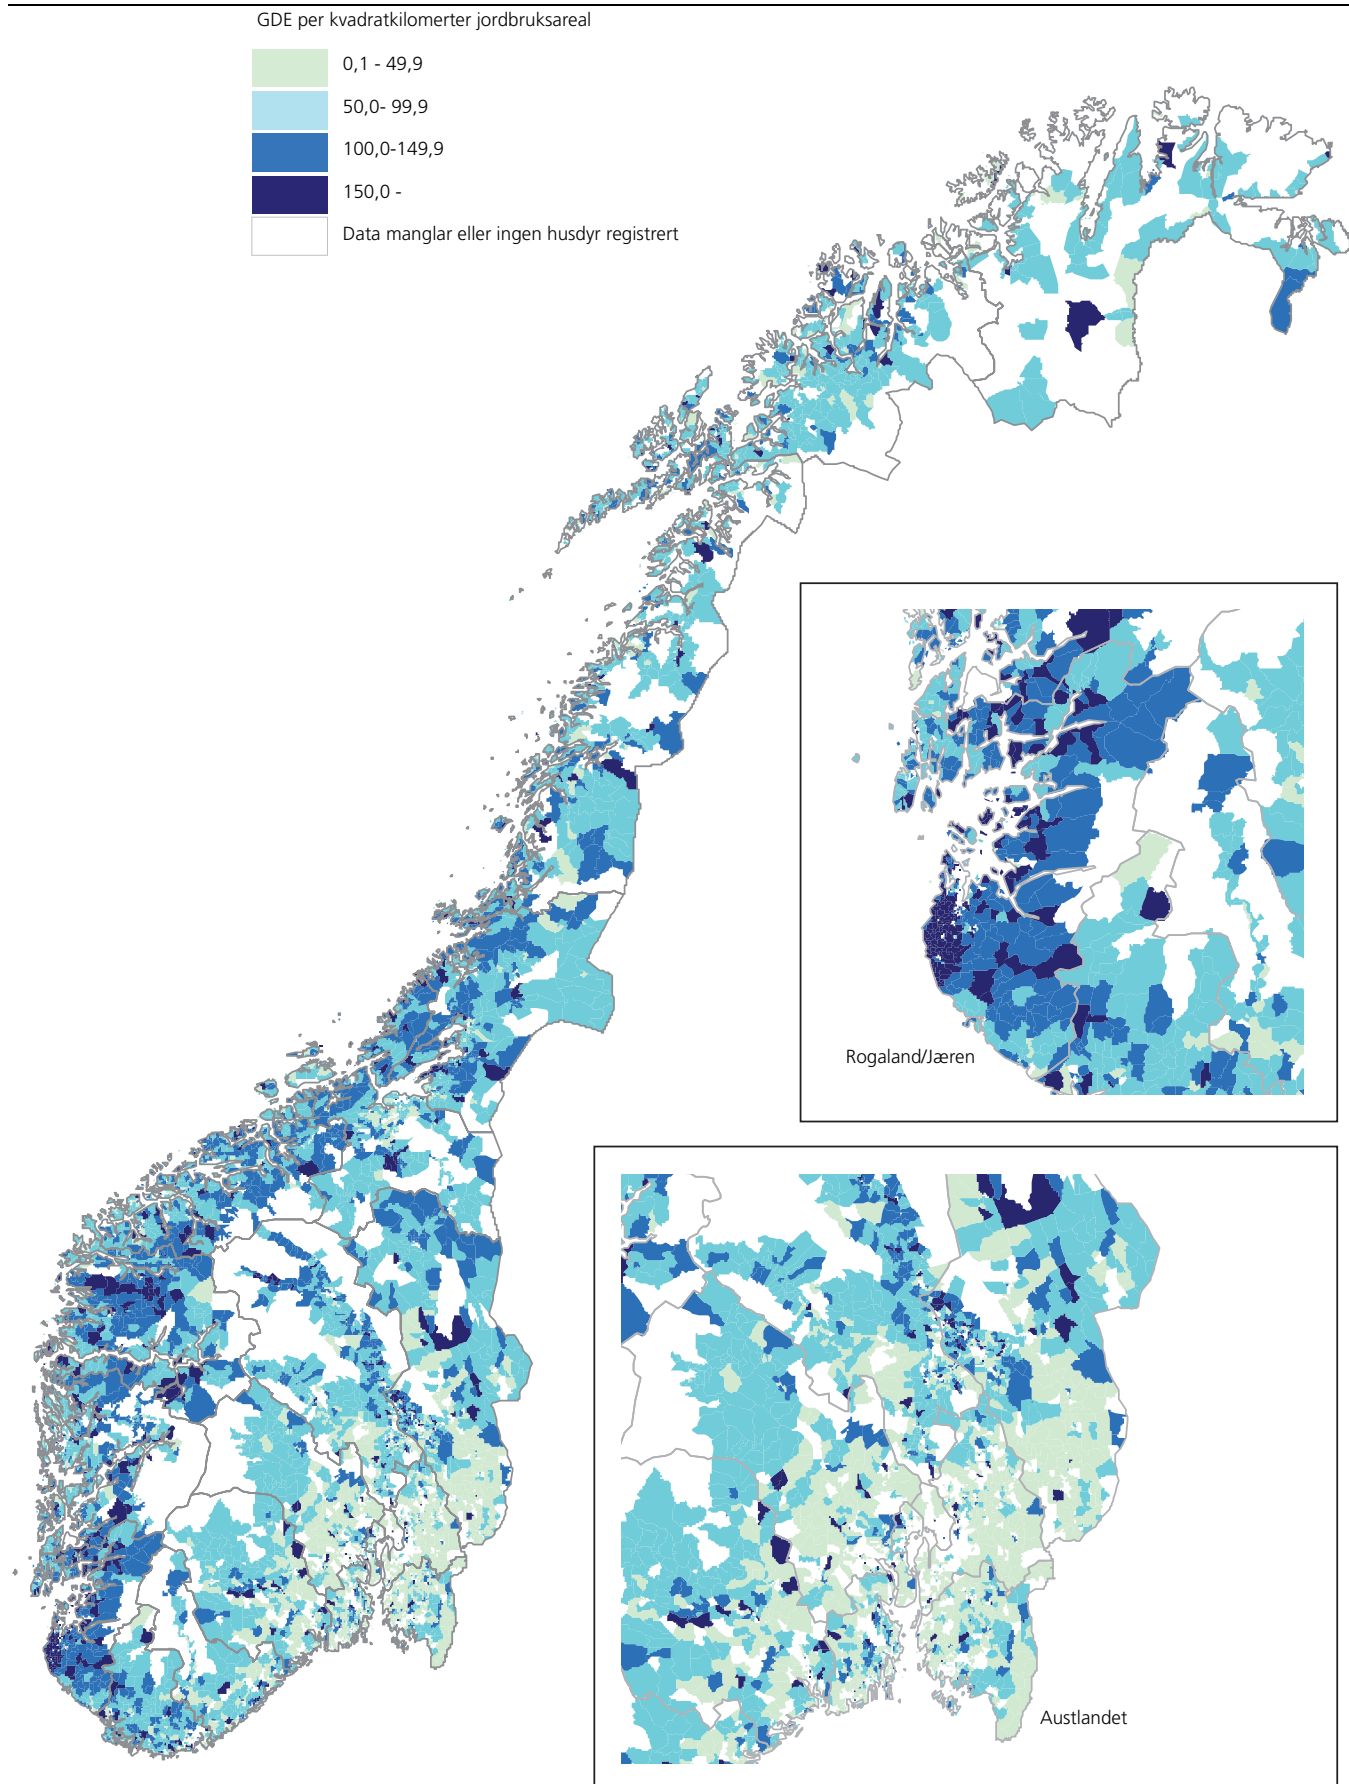 GDE per kvadratkilomerter jordbruksareal
0,1 - 49,9
50,0- 99,9
100,0-149,9
150,0 -
Data manglar eller ingen husdyr registrert
Rogaland/Jæren
Austlandet